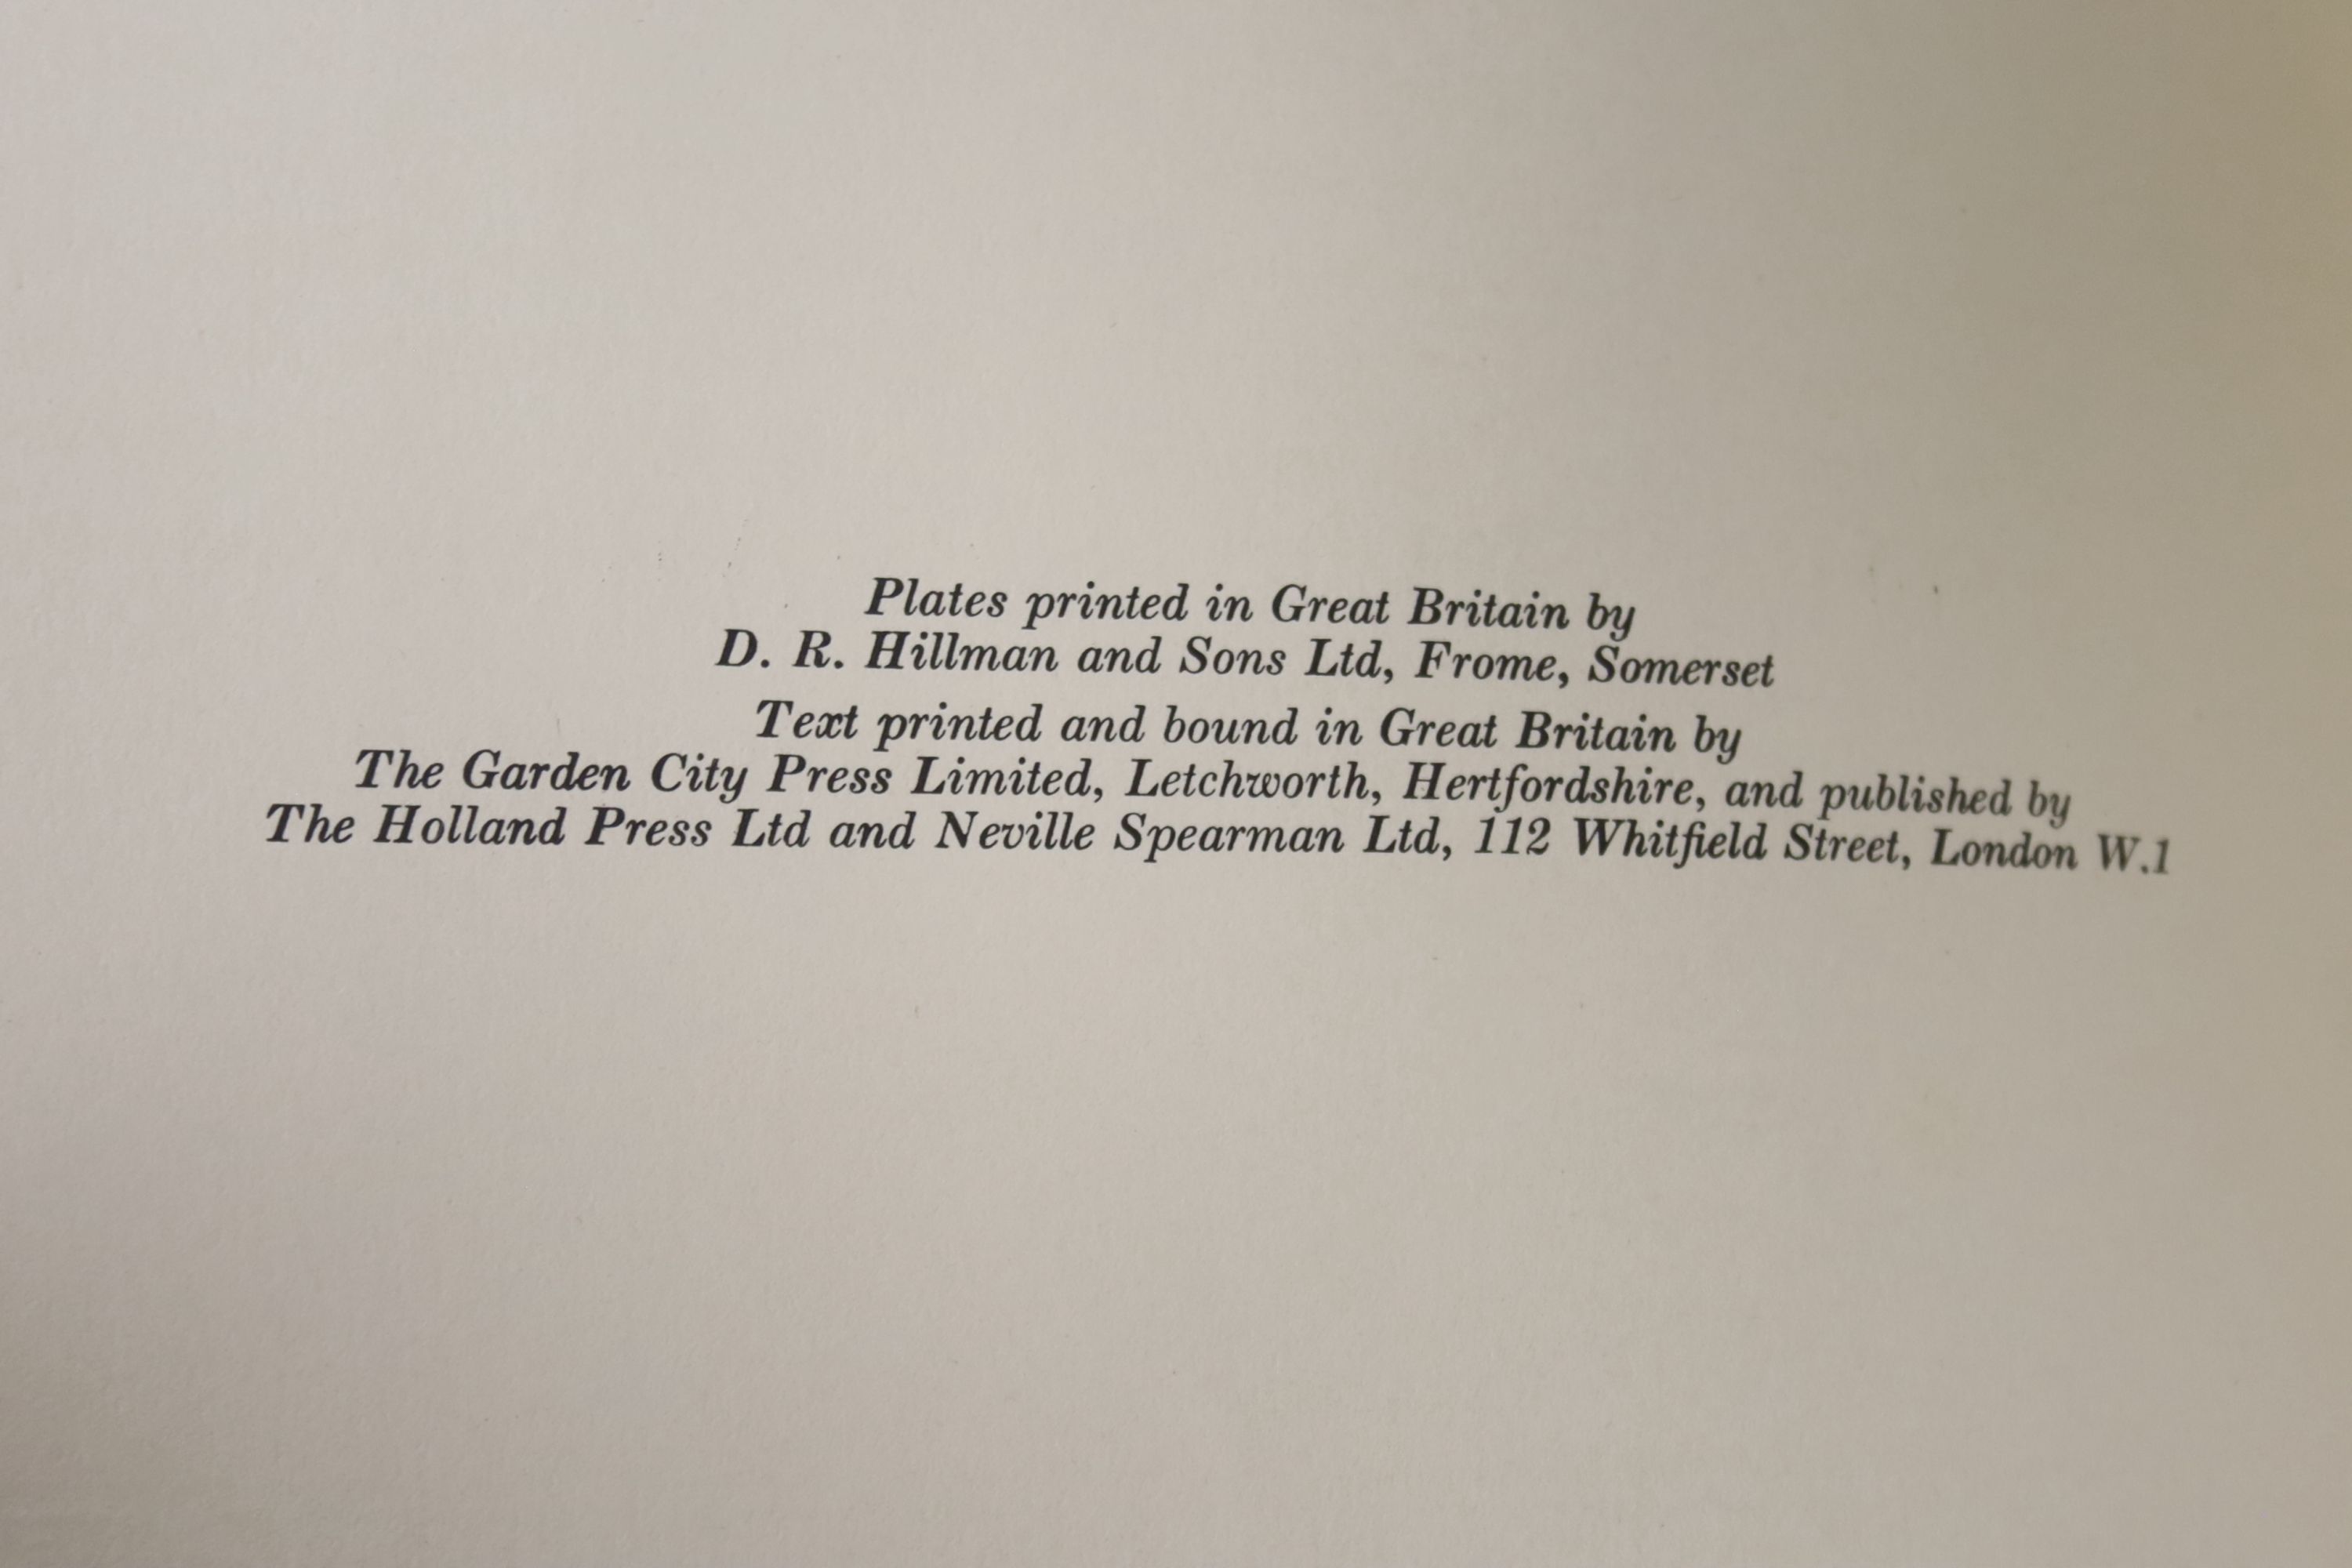 Plates printed in Great Britain by
D. R. Hillman and Sons Ltd, Frome, Somerset
Text printed and bound in Great Britain by
The Garden City Press Limited, Letchworth, Hertfordshire, and published by
The Holland Press Ltd and Neville Spearman Ltd, 112 Whitfield Street, London W.1